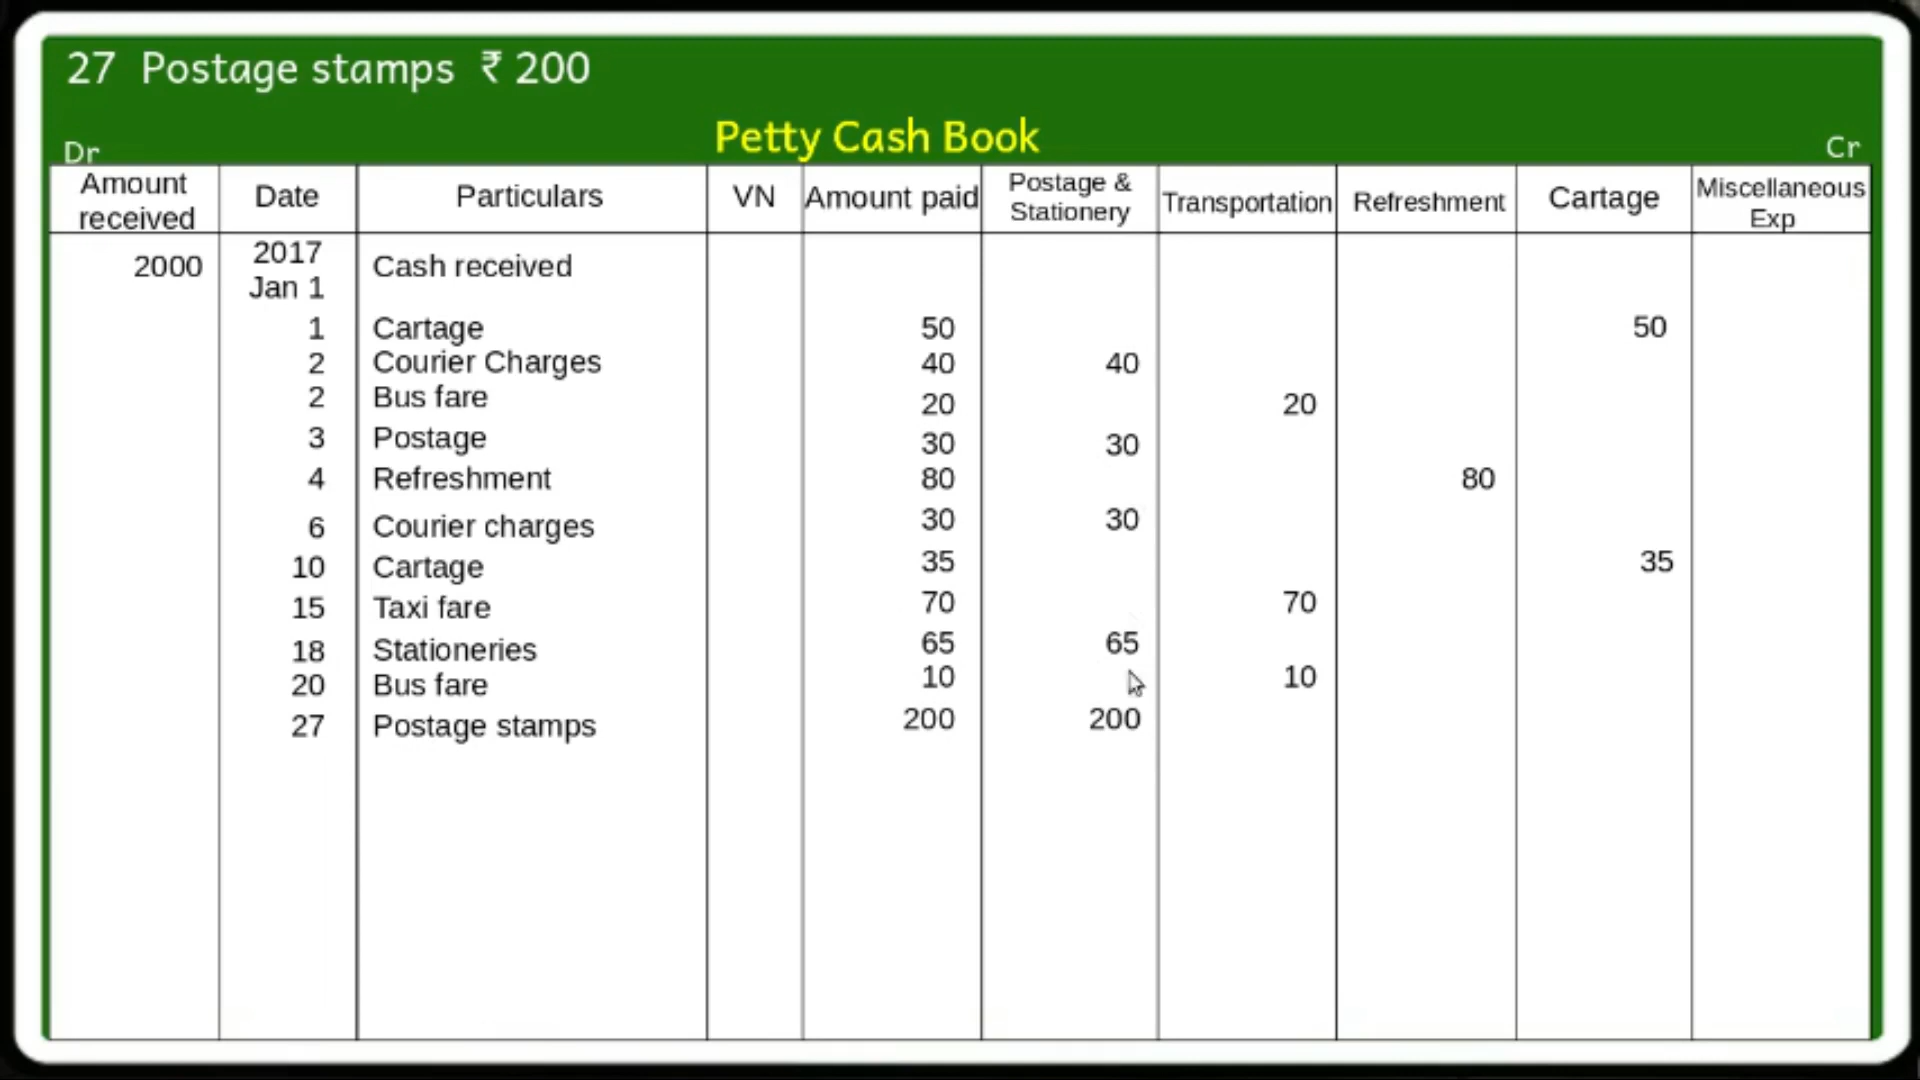 27 Postage stamps ₹ 200
Petty Cash Book
Dr
Cr
Amount received Date Particulars VN Amount paid Postage & Stationery Transportation Refreshment Cartage Miscellaneous Exp
2000 2017 Jan 1 Cash received
1 Cartage 50 50
2 Courier Charges 40 40
2 Bus fare 20 20
3 Postage 30 30
4 Refreshment 80 80
6 Courier charges 30 30
10 Cartage 35 35
15 Taxi fare 70 70
18 Stationeries 65 65
20 Bus fare 10 10
27 Postage stamps 200 200